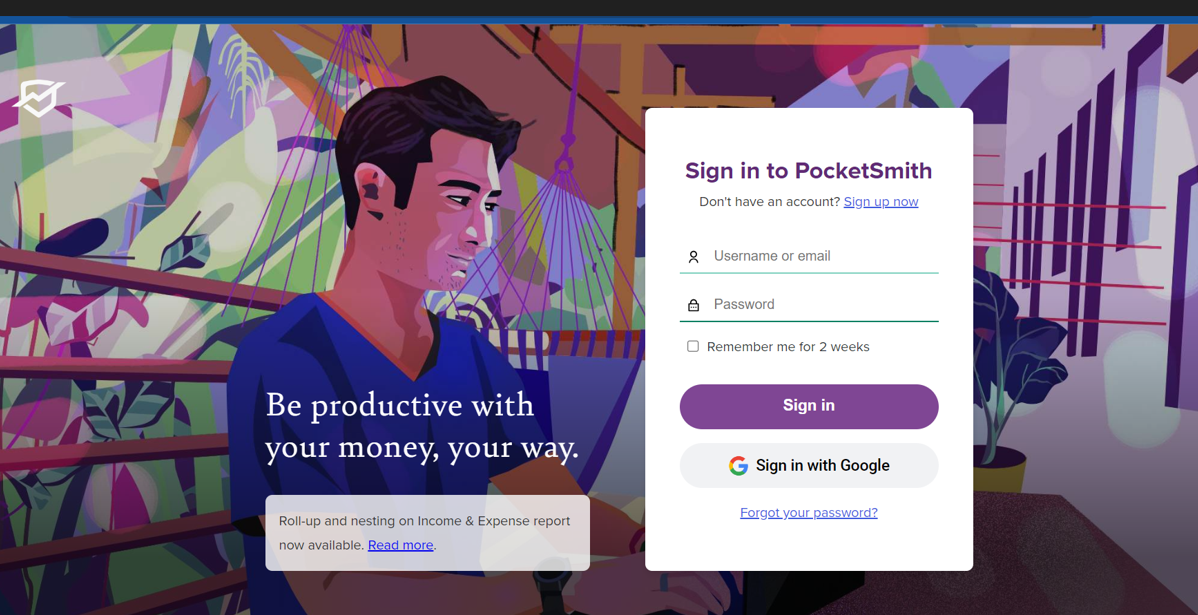 Be productive with
your money, your way.
Roll-up and nesting on Income & Expense report
now available. Read more.
Sign in to PocketSmith
Don't have an account? Sign up now
Username or email
Password
Remember me for 2 weeks
Sign in
Sign in with Google
Forgot your password?